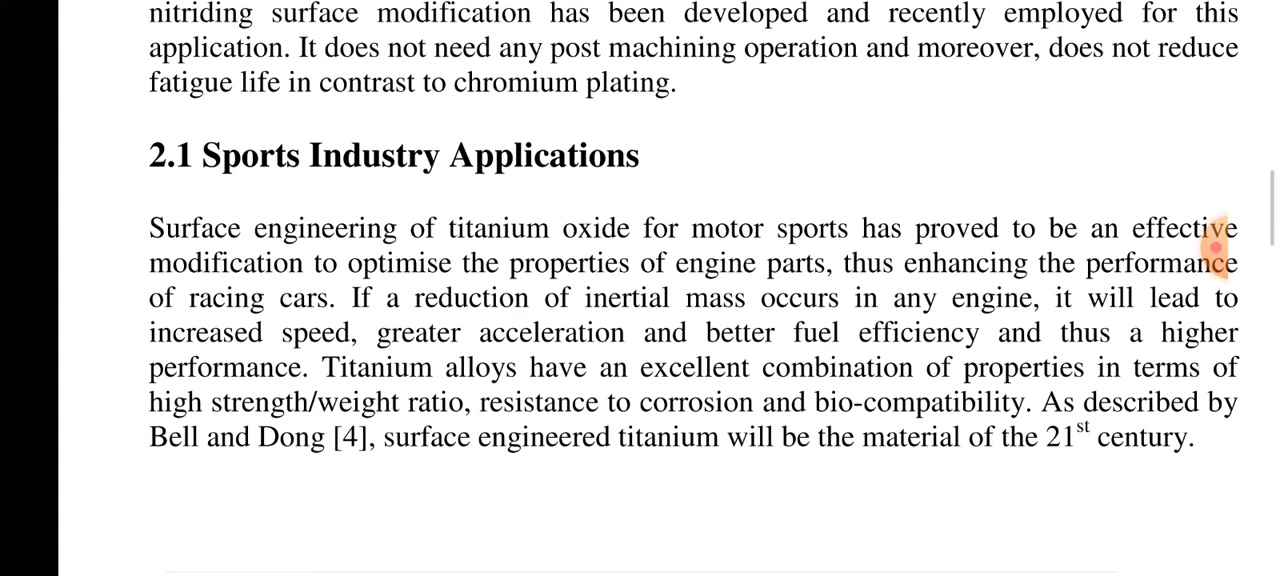 nitriding surface modification has been developed and recently employed for this
application. It does not need any post machining operation and moreover, does not reduce
fatigue life in contrast to chromium plating.
2.1 Sports Industry Applications
Surface engineering of titanium oxide for motor sports has proved to be an effective
modification to optimise the properties of engine parts, thus enhancing the performance
of racing cars. If a reduction of inertial mass occurs in any engine, it will lead to
increased speed, greater acceleration and better fuel efficiency and thus a higher
performance. Titanium alloys have an excellent combination of properties in terms of
high strength/weight ratio, resistance to corrosion and bio-compatibility. As described by
Bell and Dong [4], surface engineered titanium will be the material of the 21st century.